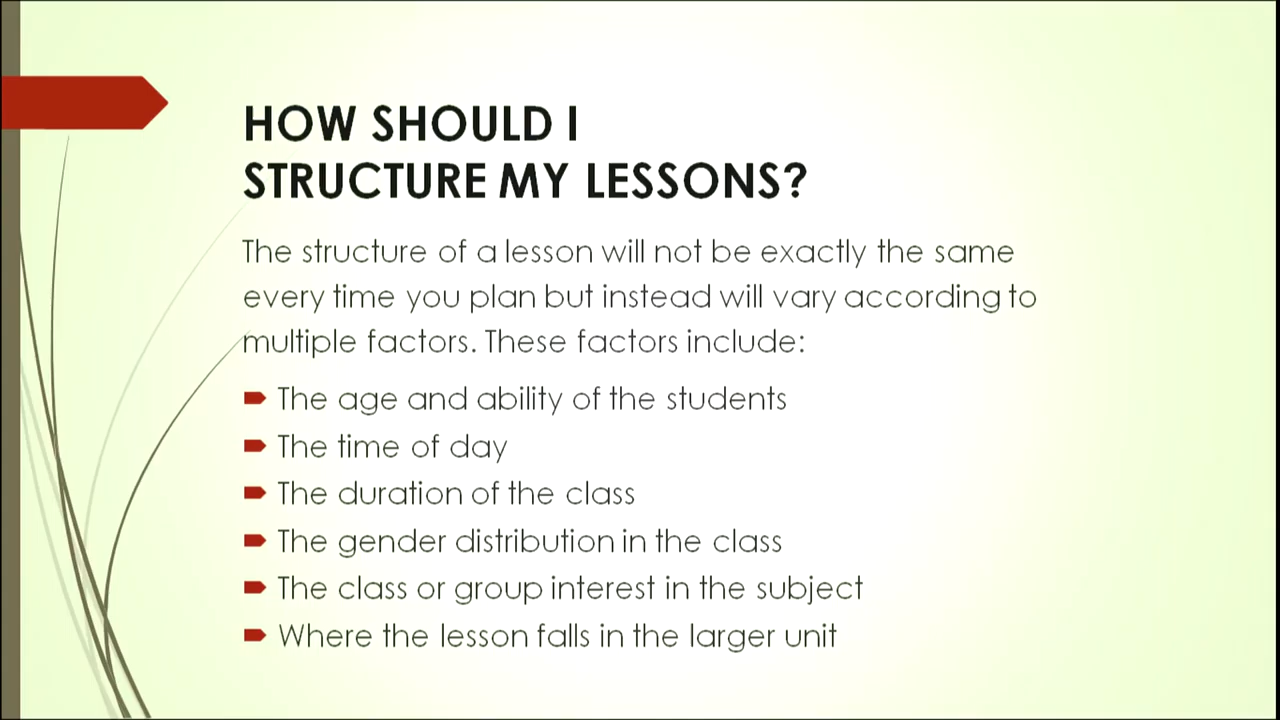 HOW SHOULD I
STRUCTURE MY LESSONS?
The structure of a lesson will not be exactly the same
every time you plan but instead will vary according to
multiple factors. These factors include:
The age and ability of the students
The time of day
The duration of the class
The gender distribution in the class
The class or group interest in the subject
Where the lesson falls in the larger unit